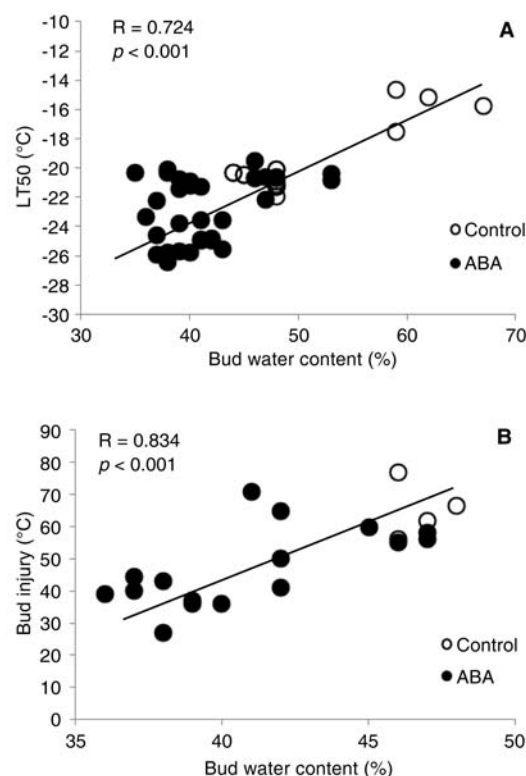 A
R = 0.724
p < 0.001
-10
-12
-14
-16
-18
-20
-22
-24
-26
-28
-30
LT50 (°C)
Control
ABA
30
40
50
60
70
Bud water content (%)
B
R = 0.834
p < 0.001
90
80
70
60
50
40
30
20
10
0
Bud injury (°C)
Control
ABA
35
40
45
50
Bud water content (%)